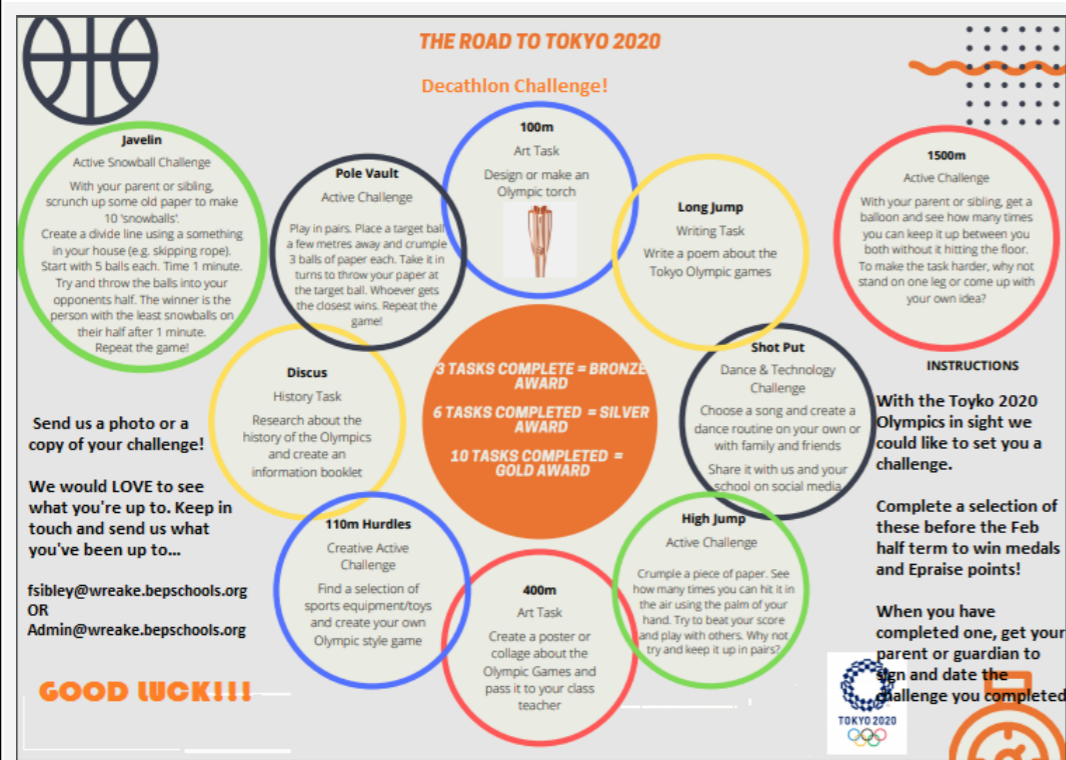 THE ROAD TO TOKYO 2020
Decathlon Challenge!
Javelin
Active Snowball Challenge
With your parent or sibling,
scrunch up some old paper to make
10 'snowballs'.
Create a divide line using a something
in your house (e.g. skipping rope).
Start with 5 balls each. Time 1 minute.
Try and throw the balls into your
opponents half. The winner is the
person with the least snowballs on
their half after 1 minute.
Repeat the game!
Pole Vault
Active Challenge
Play in pairs. Place a target ball
a few metres away and crumple
3 balls of paper each. Take it in
turns to throw your paper at
the target ball. Whoever gets
the closest wins. Repeat the
game!
100m
Art Task
Design or make an
Olympic torch
Long Jump
Writing Task
Write a poem about the
Tokyo Olympic games
1500m
Active Challenge
With your parent or sibling, get a
balloon and see how many times
you can keep it up between you
both without it hitting the floor.
To make the task harder, why not
stand on one leg or come up with
your own idea?
Discus
History Task
Research about the
history of the Olympics
and create an
information booklet
3 TASKS COMPLETE = BRONZE
AWARD
6 TASKS COMPLETED = SILVER
AWARD
10 TASKS COMPLETED =
GOLD AWARD
Shot Put
Dance & Technology
Challenge
Choose a song and create a
dance routine on your own or
with family and friends
Share it with us and your
school on social media
110m Hurdles
Creative Active
Challenge
Find a selection of
sports equipment/toys
and create your own
Olympic style game
400m
Art Task
Create a poster or
collage about the
Olympic Games and
pass it to your class
teacher
High Jump
Active Challenge
Crumple a piece of paper. See
how many times you can hit it in
the air using the palm of your
hand. Try to beat your score
and play with others. Why not
try and keep it up in pairs?
Send us a photo or a
copy of your challenge!
We would LOVE to see
what you're up to. Keep in
touch and send us what
you've been up to...
fsibley@wreake.bepschools.org
OR
Admin@wreake.bepschools.org
GOOD LUCK!!!
INSTRUCTIONS
With the Toyko 2020
Olympics in sight we
could like to set you a
challenge.
Complete a selection of
these before the Feb
half term to win medals
and Epraise points!
When you have
completed one, get your
parent or guardian to
sign and date the
challenge you completed
TOKYO 2020